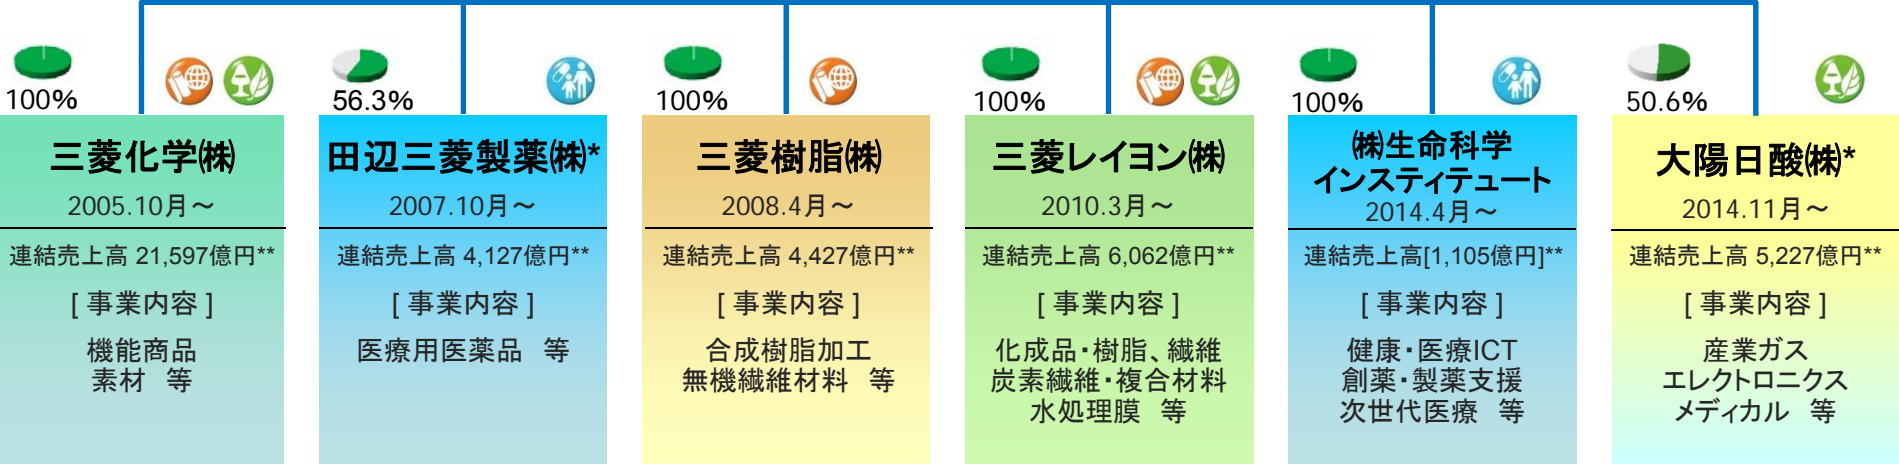 100%
三菱化学㈱
2005.10月～
連結売上高 21,597億円**
[ 事業内容 ]
機能商品
素材 等
56.3%
田辺三菱製薬㈱*
2007.10月～
連結売上高 4,127億円**
[ 事業内容 ]
医療用医薬品 等
100%
三菱樹脂㈱
2008.4月～
連結売上高 4,427億円**
[ 事業内容 ]
合成樹脂加工
無機繊維材料 等
100%
三菱レイヨン㈱
2010.3月～
連結売上高 6,062億円**
[ 事業内容 ]
化成品・樹脂、繊維
炭素繊維・複合材料
水処理膜 等
100%
㈱生命科学
インスティテュート
2014.4月～
連結売上高[1,105億円]**
[ 事業内容 ]
健康・医療ICT
創薬・製薬支援
次世代医療 等
50.6%
大陽日酸㈱*
2014.11月～
連結売上高 5,227億円**
[ 事業内容 ]
産業ガス
エレクトロニクス
メディカル 等